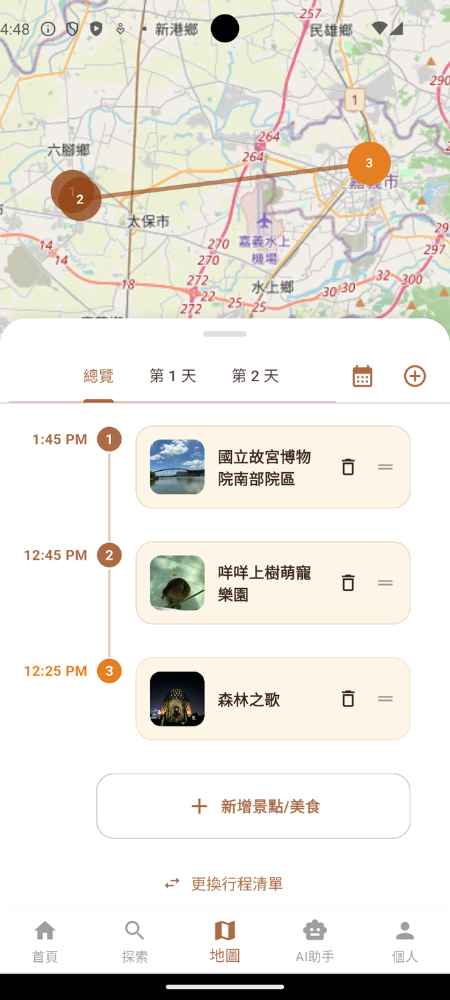 4:48
新港鄉
257
民雄鄉
290
1
264
六腳鄉
264
3
嘉義市
1
2
太保市
嘉義水上
機場
14
14
270
270
29
297
272
18
22
25
25
272
水上鄉
30
30
32
300
總覽
第 1 天
第 2 天
1:45 PM
1
國立故宮博物
院南部院區
12:45 PM
2
咩咩上樹萌寵
樂園
12:25 PM
3
森林之歌
新增景點/美食
更換行程清單
首頁
探索
地圖
AI助手
個人